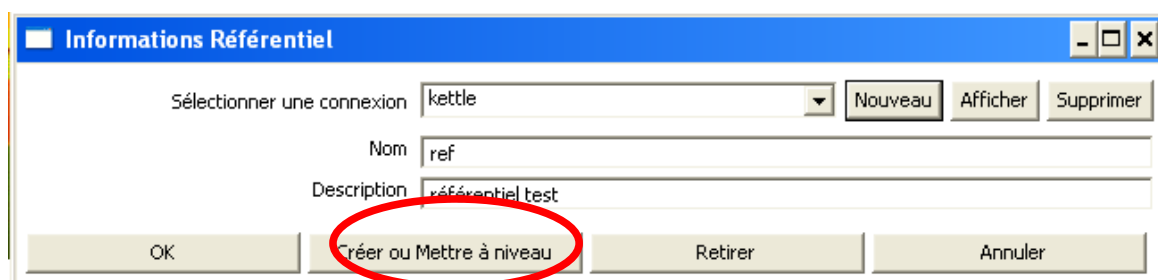 Informations Référentiel
Sélectionner une connexion kettle Nouveau Afficher Supprimer
Nom ref
Description référentiel test
OK Créer ou Mettre à niveau Retirer Annuler